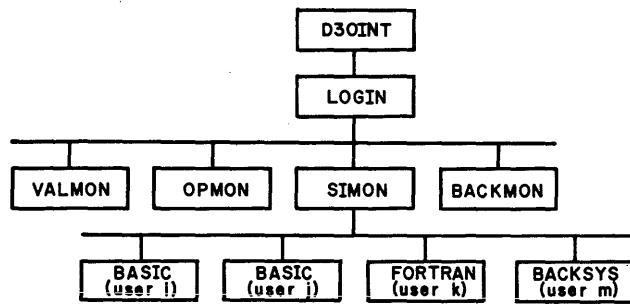 D30INT
LOGIN
VALMON OPMON SIMON BACKMON
BASIC BASIC FORTRAN BACKSYS
(user i) (user j) (user k) (user m)